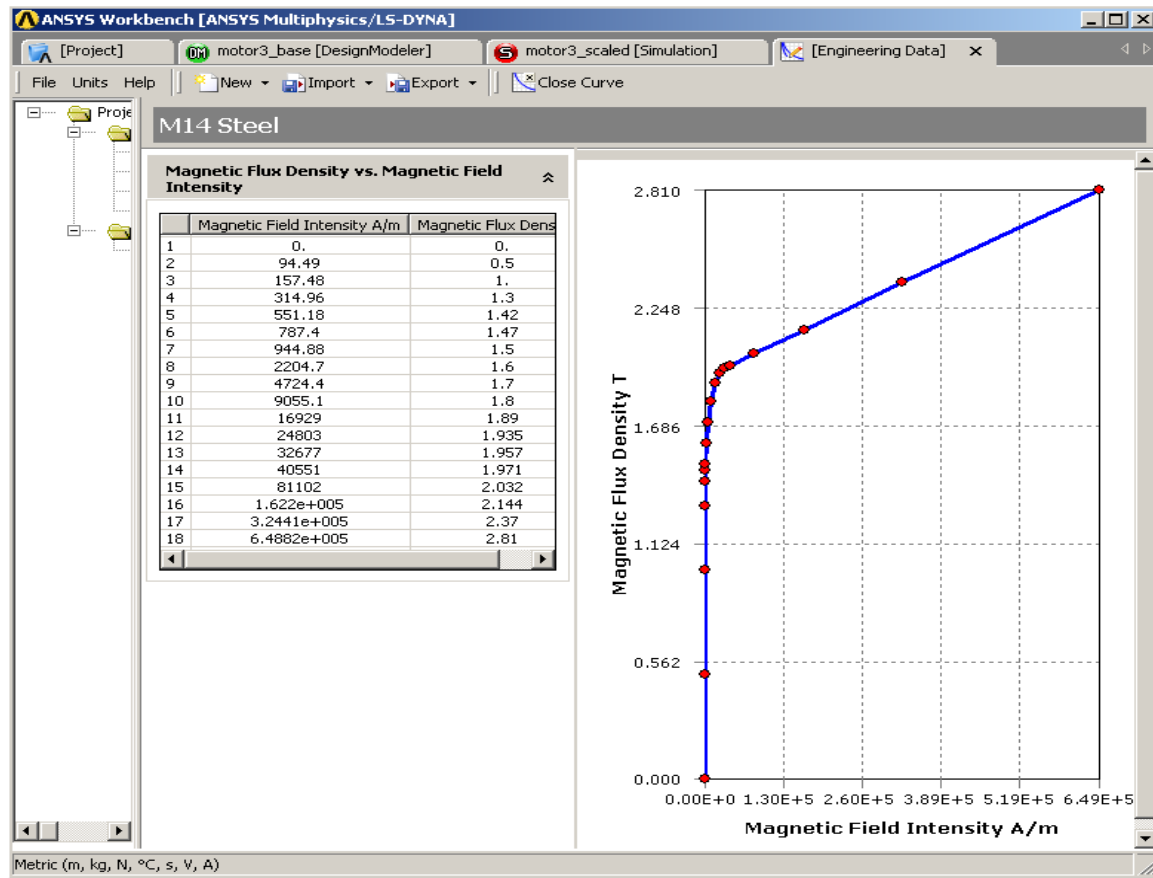 ANSYS Workbench [ANSYS Multiphysics/LS-DYNA]
[Project] motor3_base [DesignModeler] motor3_scaled [Simulation] [Engineering Data]
File Units Help New Import Export Close Curve
Proje
M14 Steel
Magnetic Flux Density vs. Magnetic Field
Intensity
Magnetic Field Intensity A/m Magnetic Flux Dens
1 0. 0.
2 94.49 0.5
3 157.48 1.
4 314.96 1.3
5 551.18 1.42
6 787.4 1.47
7 944.88 1.5
8 2204.7 1.6
9 4724.4 1.7
10 9055.1 1.8
11 16929 1.89
12 24803 1.935
13 32677 1.957
14 40551 1.971
15 81102 2.032
16 1.622e+005 2.144
17 3.2441e+005 2.37
18 6.4882e+005 2.81
Magnetic Flux Density T
2.810
2.248
1.686
1.124
0.562
0.000
0.00E+0 1.30E+5 2.60E+5 3.89E+5 5.19E+5 6.49E+5
Magnetic Field Intensity A/m
Metric (m, kg, N, °C, s, V, A)